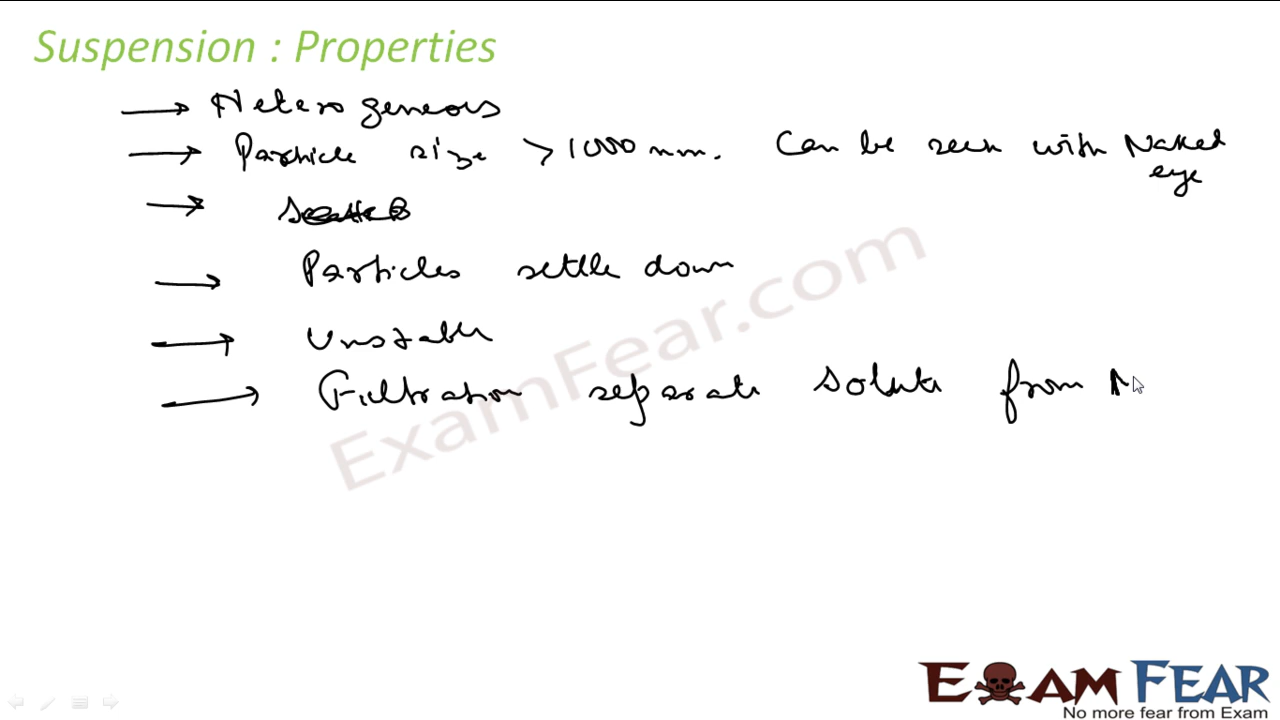 Suspension : Properties
→ Heterogeneous
→ Particle size > 1000 nm. Can be seen with Naked
eye
→
→ Particles settle down
→ Unstable
→ Filtration separate solute from
ExamFear.com
EXAM FEAR
No more fear from Exam